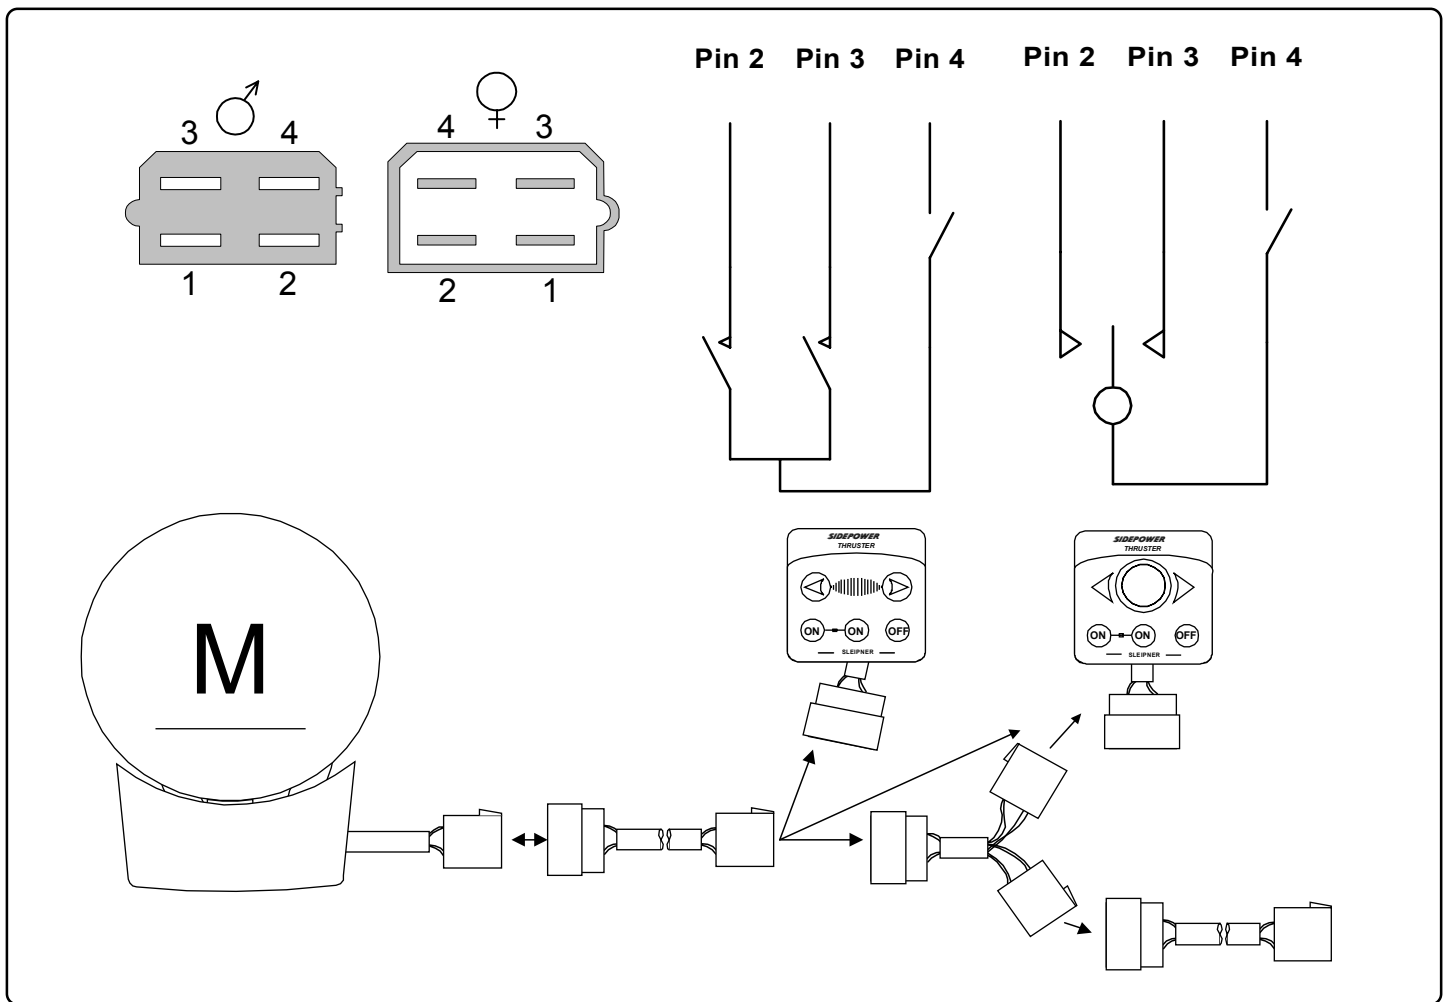 Pin 2 Pin 3 Pin 4 Pin 2 Pin 3 Pin 4
3 4
4 3
1 2
2 1
M
SIDEPOWER
THRUSTER
ON ON OFF
SLEIPNER
SIDEPOWER
THRUSTER
ON ON OFF
SLEIPNER